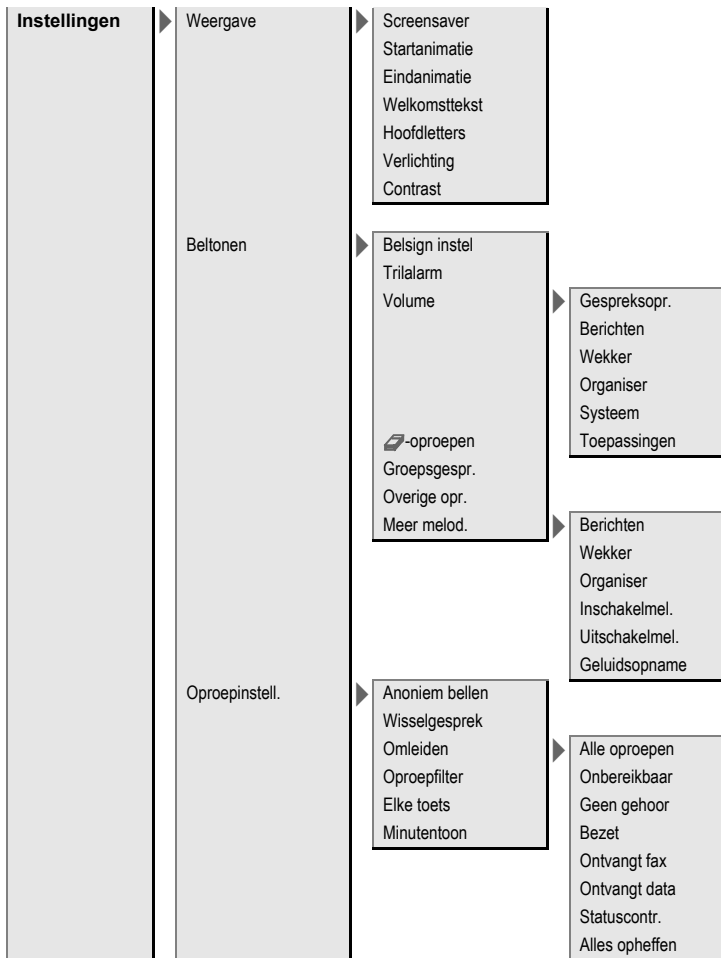 Instellingen
Weergave
Screensaver
Startanimatie
Eindanimatie
Welkomsttekst
Hoofdletters
Verlichting
Contrast
Beltonen
Belsign instel
Trilalarm
Volume
Gespreksopr.
Berichten
Wekker
Organiser
Systeem
Toepassingen
-oproepen
Groepsgespr.
Overige opr.
Meer melod.
Berichten
Wekker
Organiser
Inschakelmel.
Uitschakelmel.
Geluidsopname
Oproepinstell.
Anoniem bellen
Wisselgesprek
Omleiden
Alle oproepen
Onbereikbaar
Geen gehoor
Bezet
Ontvangt fax
Ontvangt data
Statuscontr.
Alles opheffen
Oproepfilter
Elke toets
Minutentoon